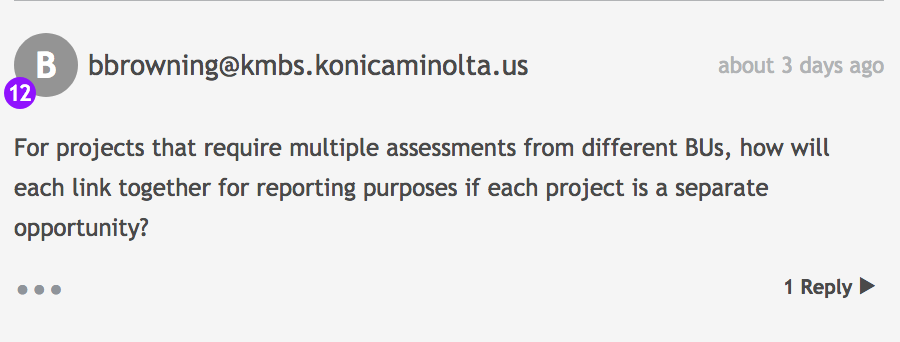 B
bbrowning@kmbs.konicaminolta.us
about 3 days ago
12
For projects that require multiple assessments from different BUs, how will
each link together for reporting purposes if each project is a separate
opportunity?
1 Reply